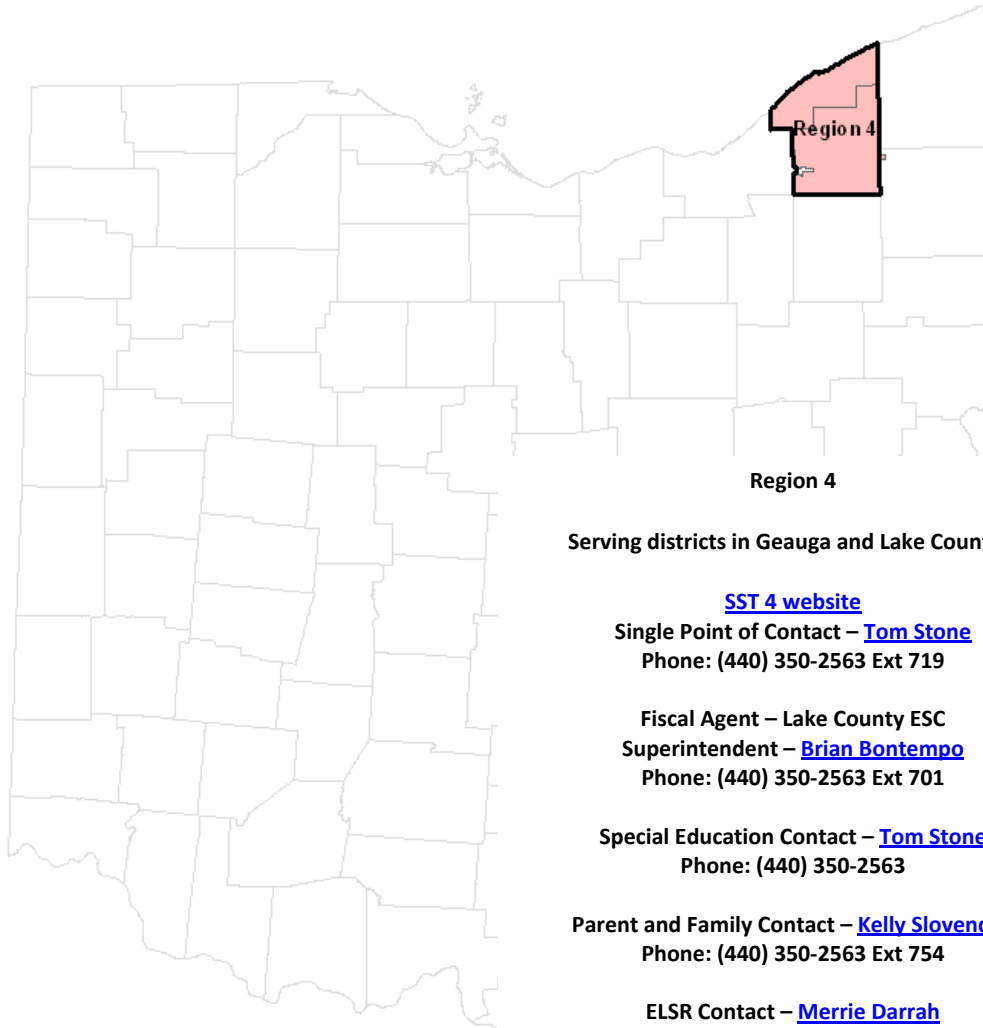 Region 4
Region 4
Serving districts in Geauga and Lake
SST 4 website
Single Point of Contact – Tom Stone
Phone: (440) 350-2563 Ext 719
Fiscal Agent – Lake County ESC
Superintendent – Brian Bontempo
Phone: (440) 350-2563 Ext 701
Special Education Contact – Tom Stone
Phone: (440) 350-2563
Parent and Family Contact – Kelly
Phone: (440) 350-2563 Ext 754
ELSR Contact – Merrie Darrah